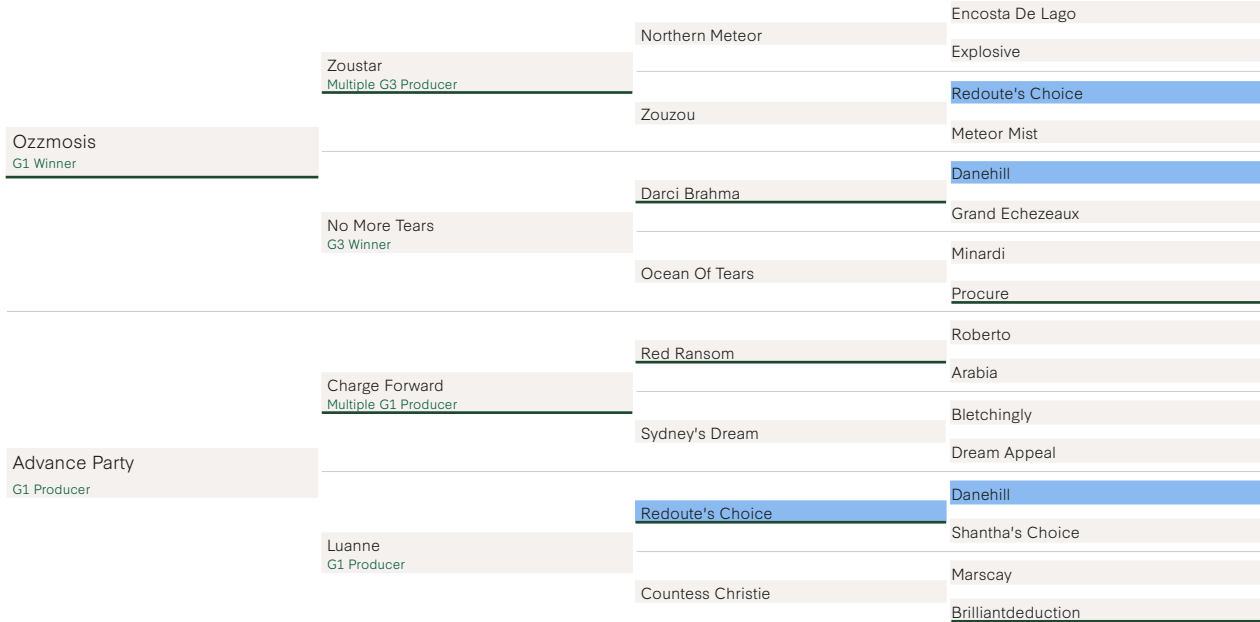 Ozzmosis
G1 Winner
Advance Party
G1 Producer
Zoustar
Multiple G3 Producer
No More Tears
G3 Winner
Charge Forward
Multiple G1 Producer
Luanne
G1 Producer
Northern Meteor
Zouzou
Darci Brahma
Ocean Of Tears
Red Ransom
Sydney's Dream
Redoute's Choice
Countess Christie
Encosta De Lago
Explosive
Redoute's Choice
Meteor Mist
Danehill
Grand Echezeaux
Minardi
Procure
Roberto
Arabia
Bletchingly
Dream Appeal
Danehill
Shantha's Choice
Marscay
Brilliantdeduction